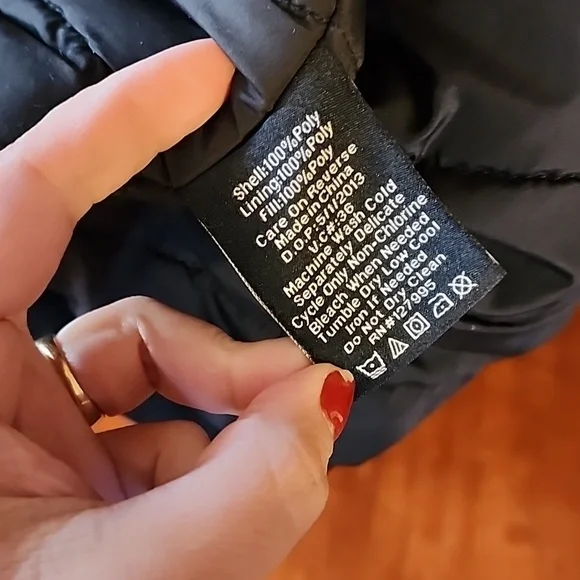 Shell:100%Poly
Lining:100%Poly
Fill:100%Poly
Care On Reverse
Made in China
D.O.P.:5/1/2013
V.C#:36
Machine Wash Cold
Separately Delicate
Cycle Only Non-Chlorine
Bleach When Needed
Tumble Dry Low Cool
Iron if Needed
Do Not Dry Clean
RN#127995